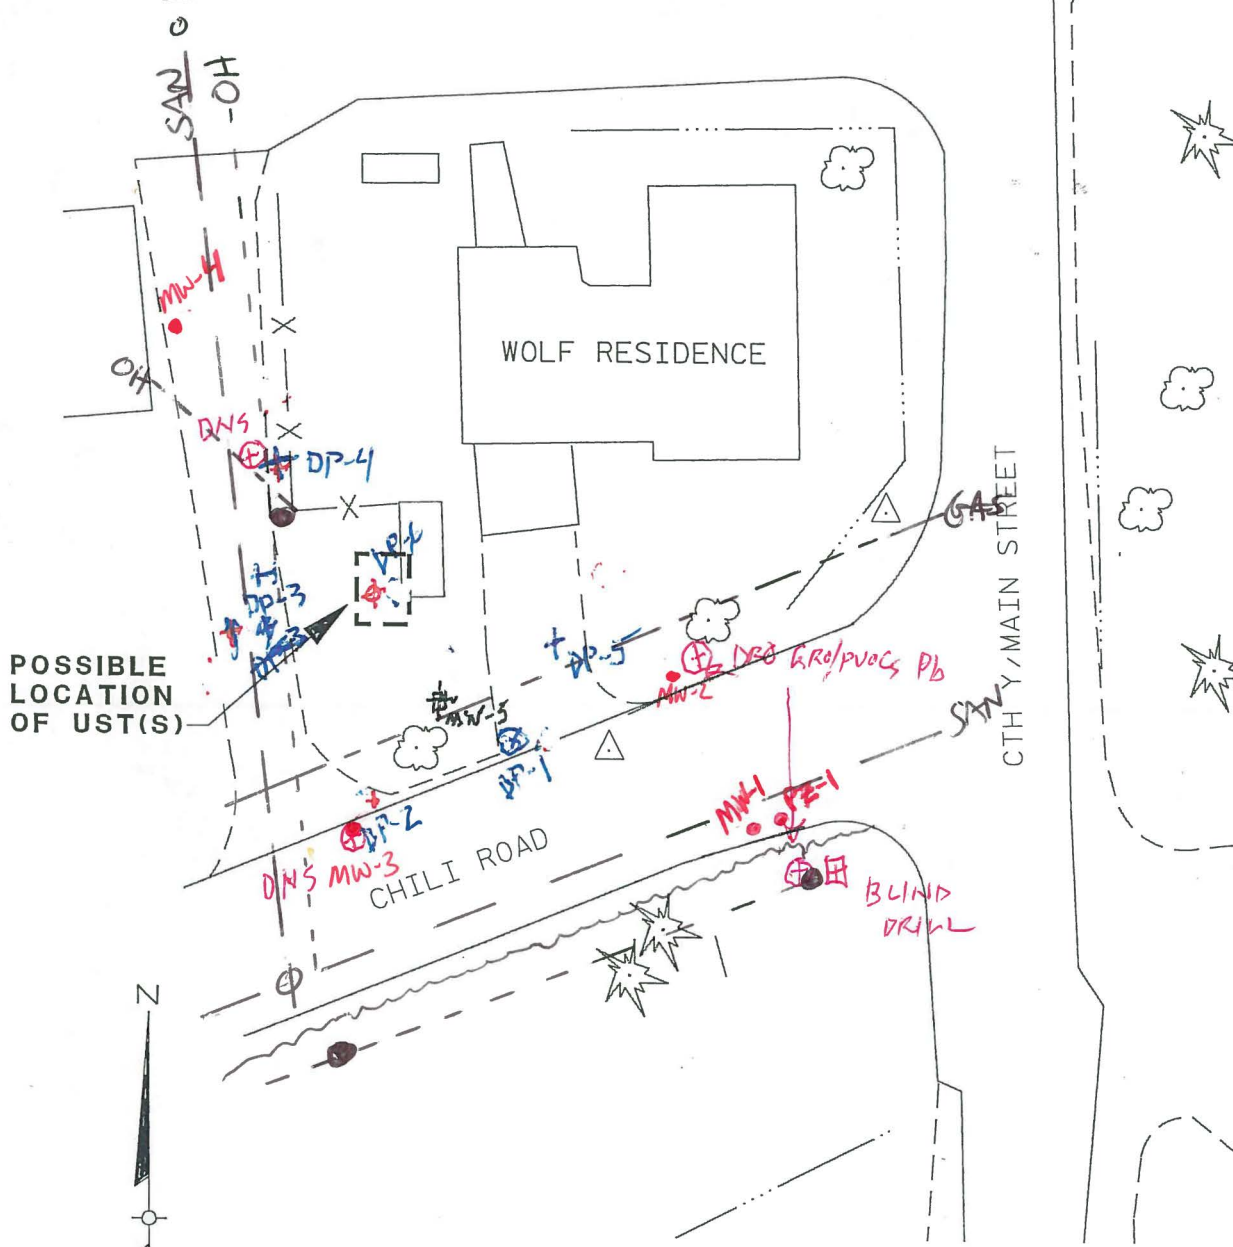 SAN
-OH
MW-4
WOLF RESIDENCE
OH
DNS
DP-4
GAS
CTH Y/MAIN STREET
DP-3
DP-5
POSSIBLE
LOCATION
OF UST(S)
DRO GRO/PVOCS Pb
MW-2
MW-5
SAN
DP-1
MW-1
PZ-1
DP-2
DNS MW-3
CHILI ROAD
BLIND
DRILL
N